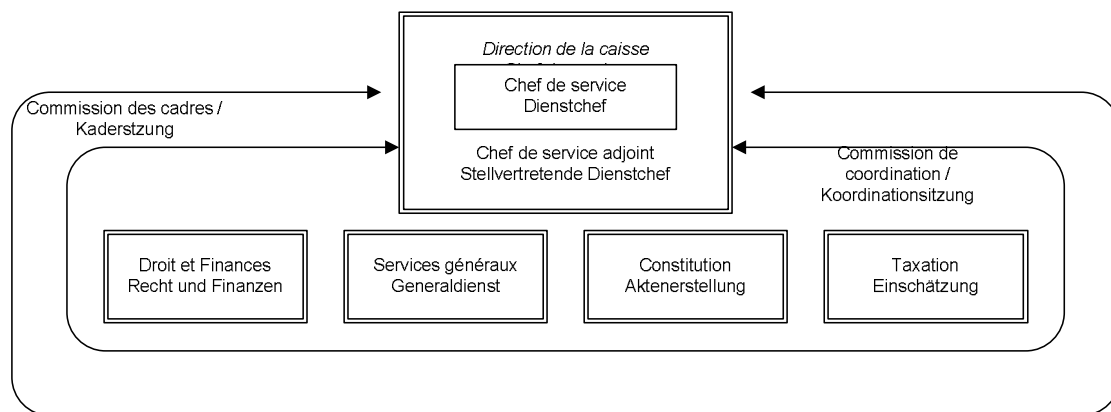 Direction de la caisse
Chef de service
Dienstchef
Commission des cadres /
Kaderstzung
Chef de service adjoint
Stellvertretende Dienstchef
Commission de
coordination /
Koordinationsitzung
Droit et Finances
Recht und Finanzen
Services généraux
Generaldienst
Constitution
Aktenerstellung
Taxation
Einschätzung